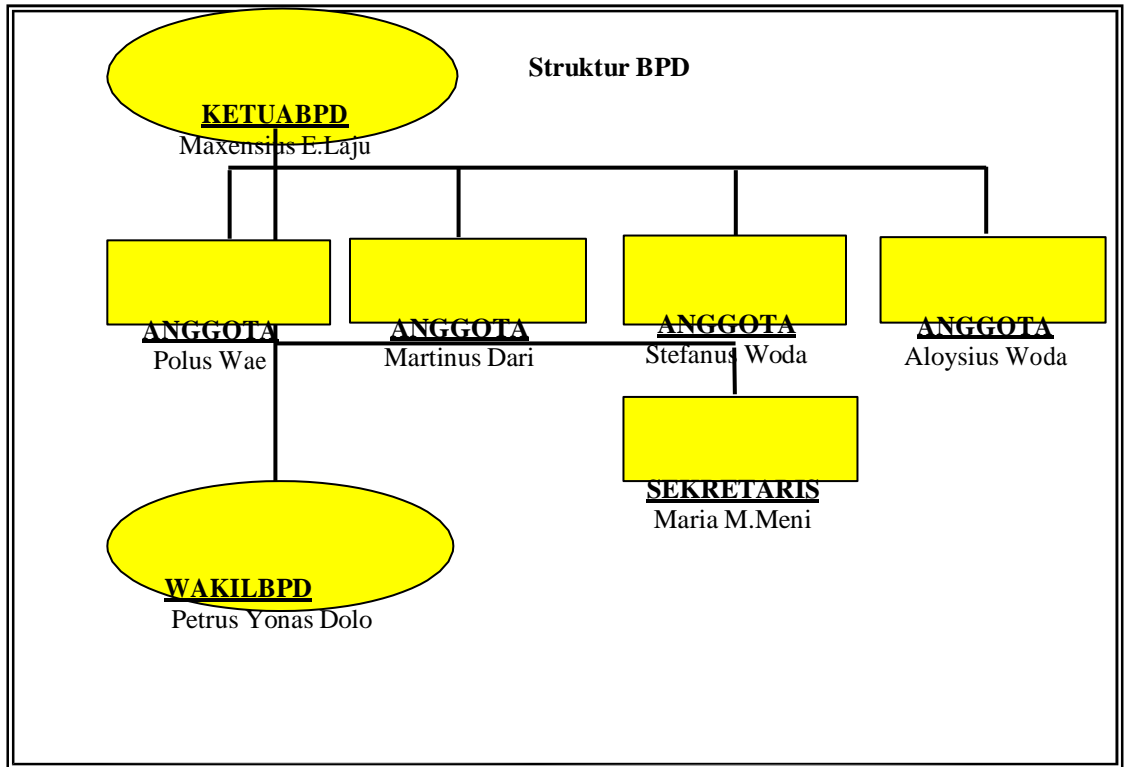 Struktur BPD
KETUABPD
Maxensius E.Laju
ANGGOTA
Polus Wae
ANGGOTA
Martinus Dari
ANGGOTA
Stefanus Woda
ANGGOTA
Aloysius Woda
SEKRETARIS
Maria M.Meni
WAKILBPD
Petrus Yonas Dolo